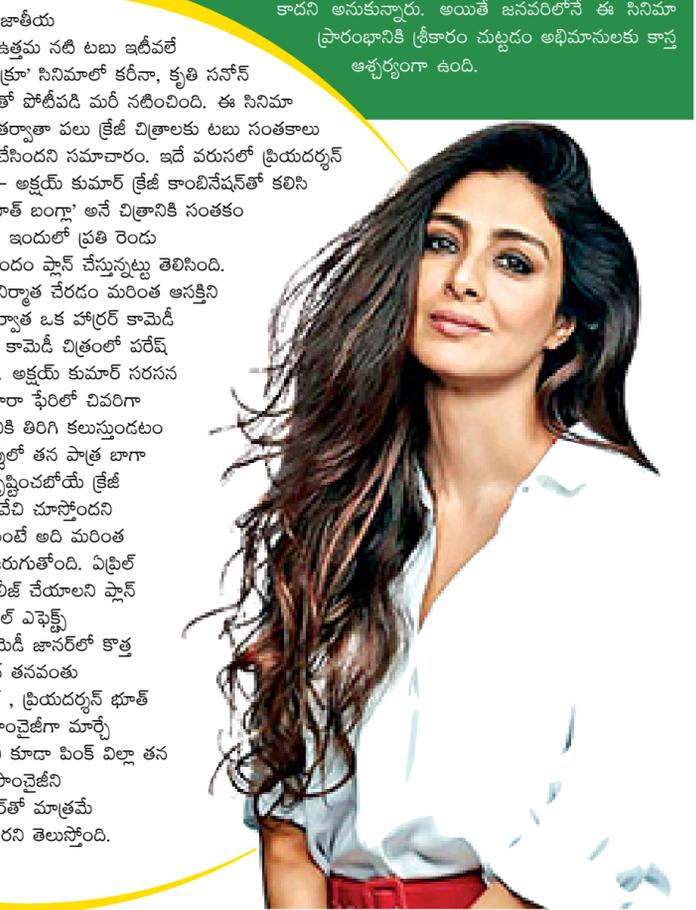 కాదని అనుకున్నారు. అయితే జనవరిలోనే ఈ సినిమా
ప్రారంభానికి శ్రీకారం చుట్టడం అభిమానులకు కాస్త
ఆశ్చర్యంగా ఉంది.
జాతీయ
ఉత్తమ నటి టబు ఇటీవలే
క్రూ' సినిమాలో కరీనా, కృతి సనోన్
తో పోటీపడి మరీ నటించింది. ఈ సినిమా
తర్వాతా పలు క్రేజీ చిత్రాలకు టబు సంతకాలు
చేసిందని సమాచారం. ఇదే వరుసలో ప్రియదర్శన్
- అక్షయ్ కుమార్ క్రేజీ కాంబినేషన్‌తో కలిసి
బంగ్లా' అనే చిత్రానికి సంతకం
ఇందులో ప్రతి రెండు
ప్లాన్ చేస్తున్నట్టు తెలిసింది.
నిర్మాత చేరడం మరింత ఆసక్తిని
ఒక హార్రర్ కామెడీ
కామెడీ చిత్రంలో పరేష్
. అక్షయ్ కుమార్ సరసన
ఫేరిలో చివరిగా
తిరిగి కలుస్తుండటం
తన పాత్ర బాగా
క్రేజీ
వేచి చూస్తోందని
అది మరింత
ఏప్రిల్
చేయాలని ప్లాన్
ఎఫెక్ట్స్
జానర్‌లో కొత్త
తనవంతు
, ప్రియదర్శన్ భూత్
మార్చే
కూడా పింక్ విల్లా తన
మాత్రమే
తెలుస్తోంది.